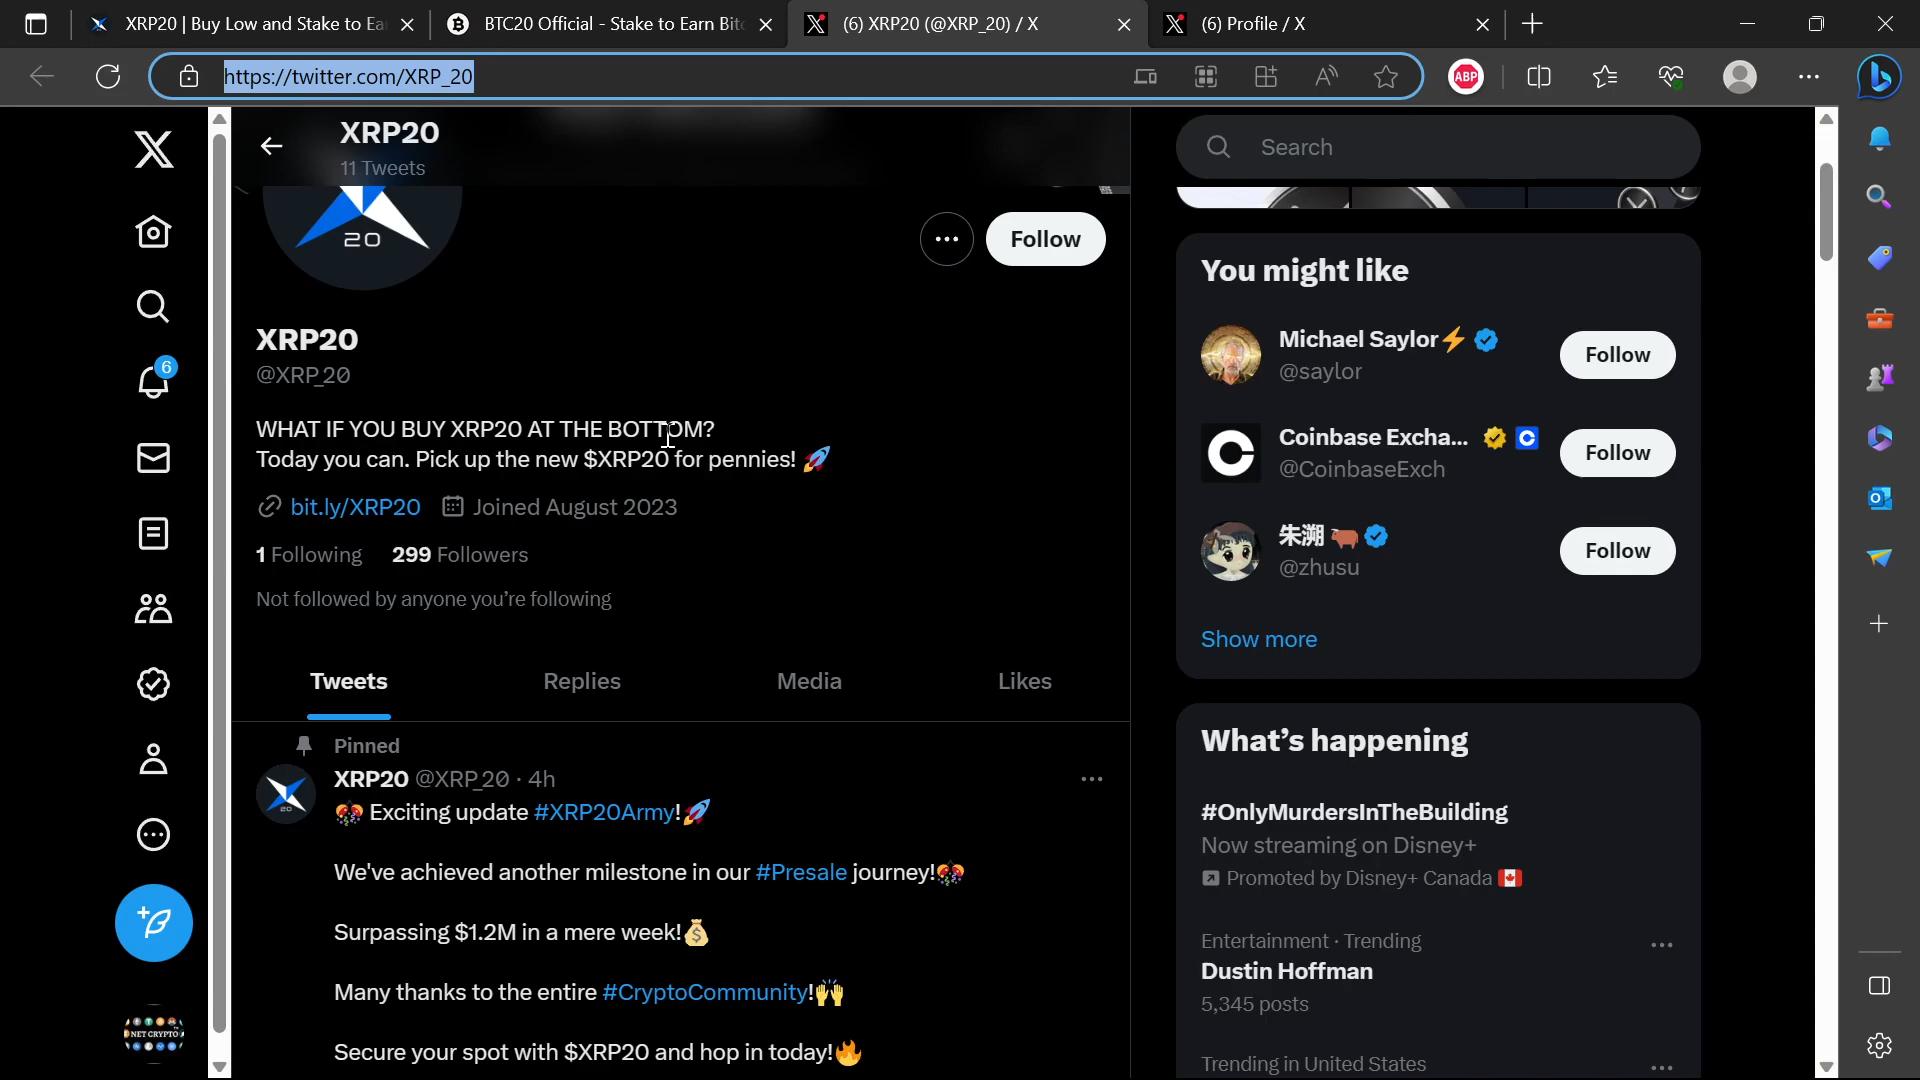 XRP20 | Buy Low and Stake to Ea
BTC20 Official - Stake to Earn Bitc
(6) XRP20 (@XRP_20) / X
(6) Profile / X
https://twitter.com/XRP_20
ABP
XRP20
11 Tweets
Search
20
Follow
You might like
XRP20
@XRP_20
Michael Saylor⚡
@saylor
Follow
WHAT IF YOU BUY XRP20 AT THE BOTTOM?
Today you can. Pick up the new $XRP20 for pennies! 🚀
Coinbase Excha...
@CoinbaseExch
Follow
bit.ly/XRP20 Joined August 2023
朱溯 🐂
@zhusu
Follow
1 Following 299 Followers
Not followed by anyone you're following
Show more
Tweets Replies Media Likes
Pinned
XRP20 @XRP_20 · 4h
🎊 Exciting update #XRP20Army!🚀
We've achieved another milestone in our #Presale journey!🎊
Surpassing $1.2M in a mere week!💰
Many thanks to the entire #CryptoCommunity!🙌
Secure your spot with $XRP20 and hop in today!🔥
What's happening
#OnlyMurdersInTheBuilding
Now streaming on Disney+
Promoted by Disney+ Canada 🇨🇦
Entertainment · Trending
Dustin Hoffman
5,345 posts
Trending in United States
6
NET CRYPTO